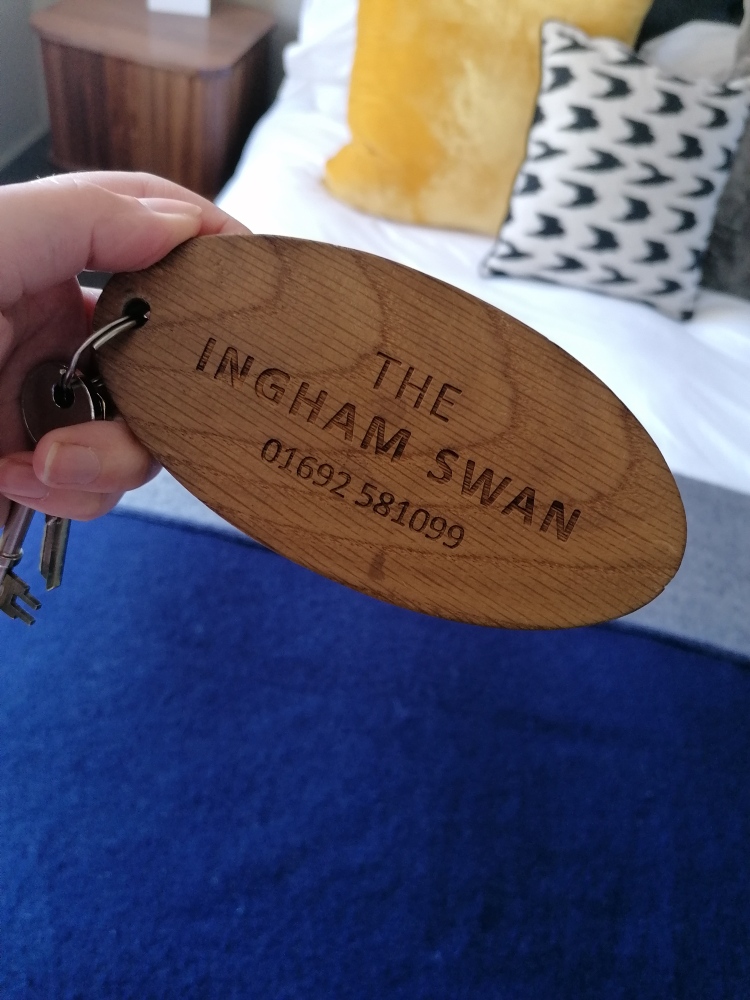 THE
INGHAM SWAN
01692 581099